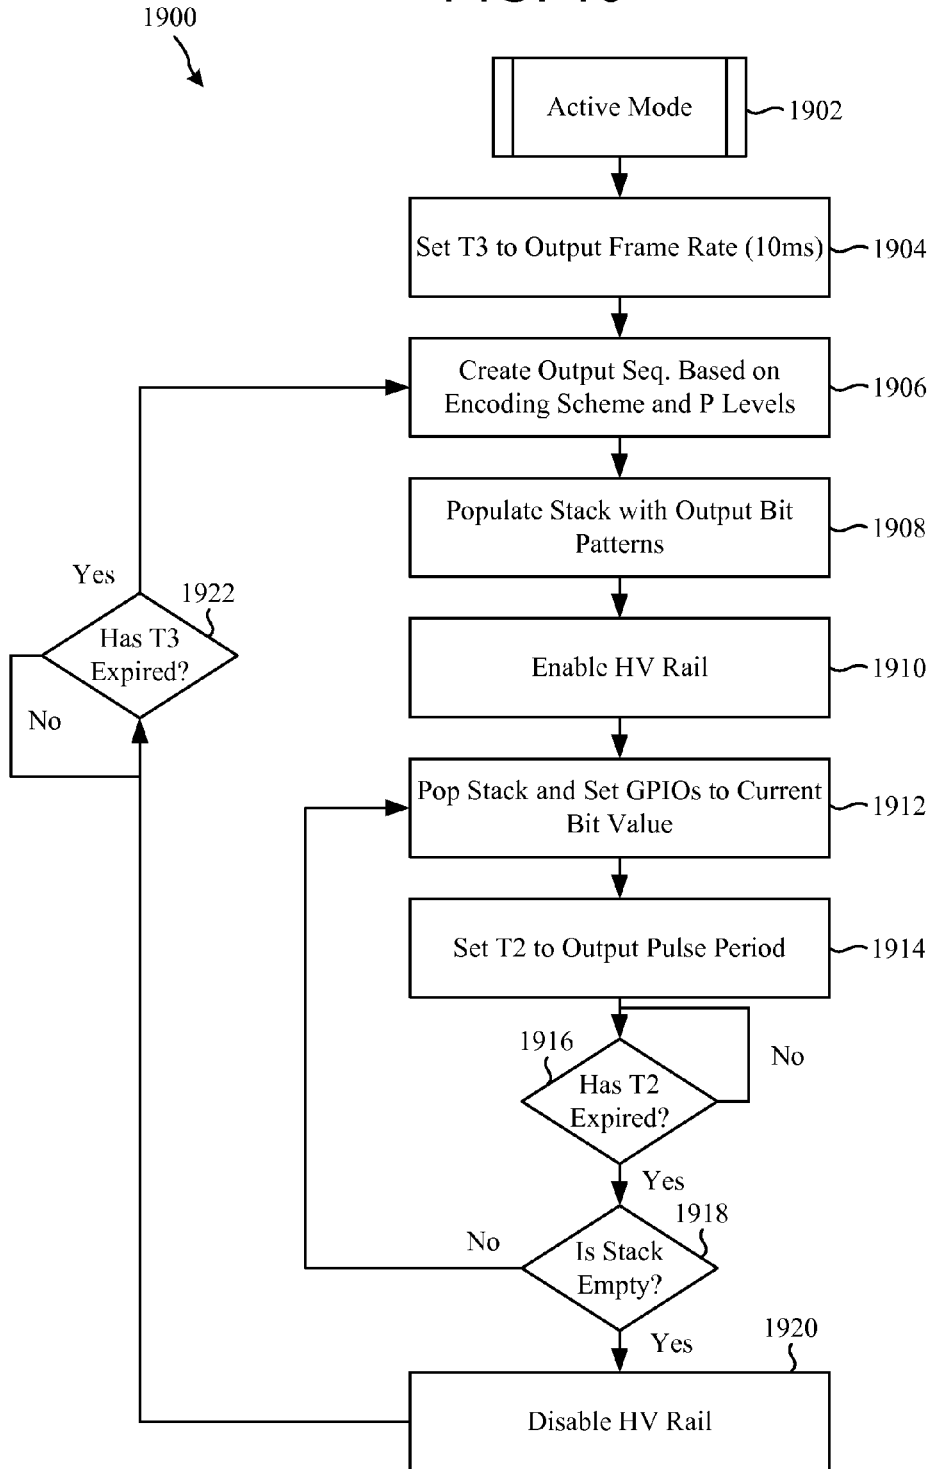 1900
Active Mode
1902
Set T3 to Output Frame Rate (10ms)
1904
Create Output Seq. Based on
Encoding Scheme and P Levels
1906
Populate Stack with Output Bit
Patterns
1908
Yes
1922
Has T3
Expired?
No
Enable HV Rail
1910
Pop Stack and Set GPIOs to Current
Bit Value
1912
Set T2 to Output Pulse Period
1914
1916
Has T2
Expired?
No
Yes
1918
Is Stack
Empty?
No
Yes
1920
Disable HV Rail